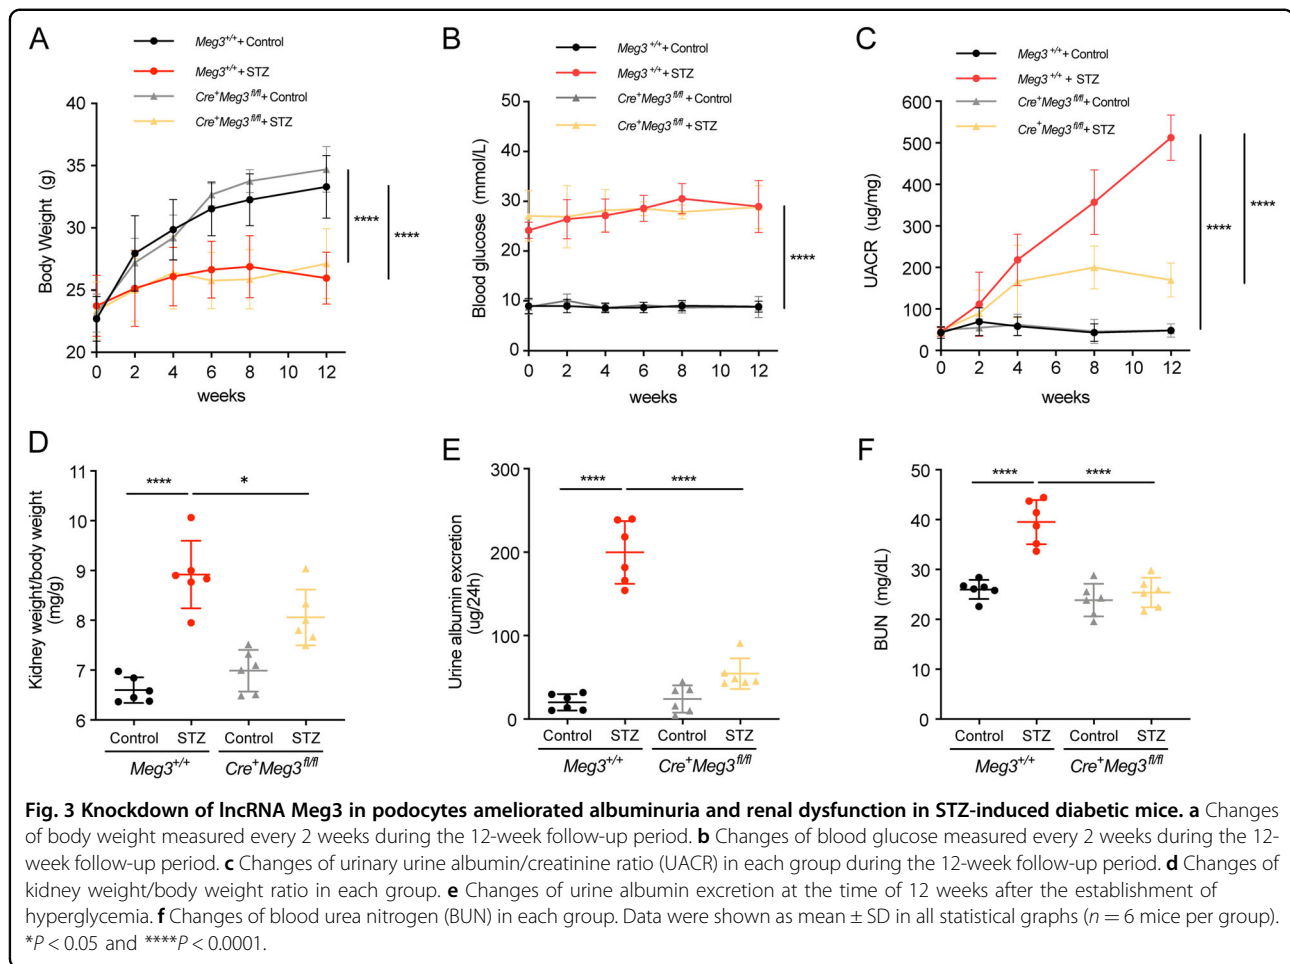 A
Meg3+/+ + Control
Meg3+/+ + STZ
Cre+Meg3 fl/fl + Control
Cre+Meg3 fl/fl + STZ
40
35
30
25
20
Body Weight (g)
0 2 4 6 8 10 12
weeks
****
****
B
Meg3 +/+ + Control
Meg3+/+ + STZ
Cre+Meg3 fl/fl + Control
Cre+Meg3 fl/fl + STZ
50
40
30
20
10
0
Blood glucose (mmol/L)
0 2 4 6 8 10 12
weeks
****
C
Meg3+/+ + Control
Meg3+/+ + STZ
Cre+Meg3 fl/fl + Control
Cre+Meg3 fl/fl + STZ
600
500
400
300
200
100
0
UACR (ug/mg)
0 2 4 6 8 10 12
weeks
****
****
D
11
10
9
8
7
6
Kidney weight/body weight
(mg/g)
**** *
Control STZ Control STZ
Meg3+/+ Cre+Meg3fl/fl
E
300
200
100
0
Urine albumin excretion
(ug/24h)
**** ****
Control STZ Control STZ
Meg3+/+ Cre+Meg3fl/fl
F
50
40
30
20
10
0
BUN (mg/dL)
**** ****
Control STZ Control STZ
Meg3+/+ Cre+Meg3fl/fl
Fig. 3 Knockdown of lncRNA Meg3 in podocytes ameliorated albuminuria and renal dysfunction in STZ-induced diabetic mice. a Changes
of body weight measured every 2 weeks during the 12-week follow-up period. b Changes of blood glucose measured every 2 weeks during the 12-
week follow-up period. c Changes of urinary urine albumin/creatinine ratio (UACR) in each group during the 12-week follow-up period. d Changes of
kidney weight/body weight ratio in each group. e Changes of urine albumin excretion at the time of 12 weeks after the establishment of
hyperglycemia. f Changes of blood urea nitrogen (BUN) in each group. Data were shown as mean ± SD in all statistical graphs (n = 6 mice per group).
*P < 0.05 and ****P < 0.0001.